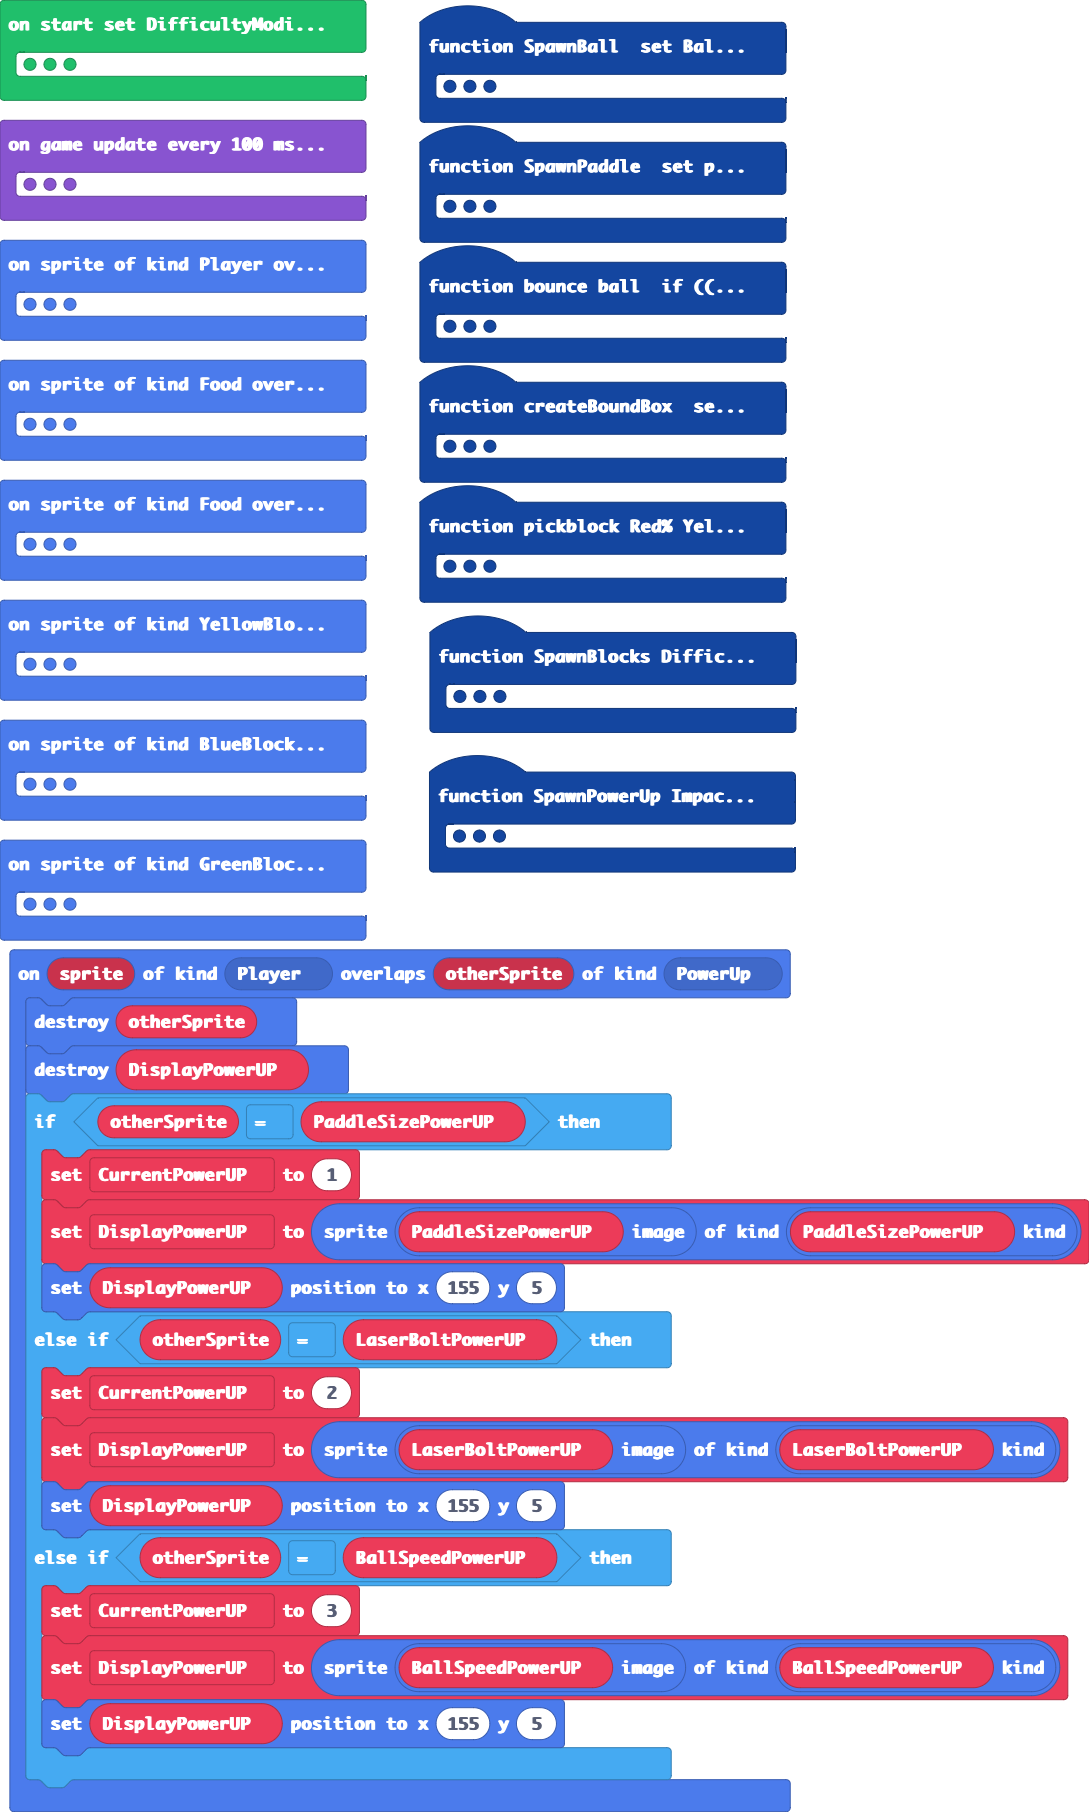 on start set DifficultyModi...
on game update every 100 ms...
on sprite of kind Player ov...
on sprite of kind Food over...
on sprite of kind Food over...
on sprite of kind YellowBlo...
on sprite of kind BlueBlock...
on sprite of kind GreenBloc...
function SpawnBall set Bal...
function SpawnPaddle set p...
function bounce ball if ((...
function createBoundBox se...
function pickblock Red% Yel...
function SpawnBlocks Diffic...
function SpawnPowerUp Impac...
on sprite of kind Player overlaps otherSprite of kind PowerUp
destroy otherSprite
destroy DisplayPowerUP
if otherSprite = PaddleSizePowerUP then
set CurrentPowerUP to 1
set DisplayPowerUP to sprite PaddleSizePowerUP image of kind PaddleSizePowerUP kind
set DisplayPowerUP position to x 155 y 5
else if otherSprite = LaserBoltPowerUP then
set CurrentPowerUP to 2
set DisplayPowerUP to sprite LaserBoltPowerUP image of kind LaserBoltPowerUP kind
set DisplayPowerUP position to x 155 y 5
else if otherSprite = BallSpeedPowerUP then
set CurrentPowerUP to 3
set DisplayPowerUP to sprite BallSpeedPowerUP image of kind BallSpeedPowerUP kind
set DisplayPowerUP position to x 155 y 5